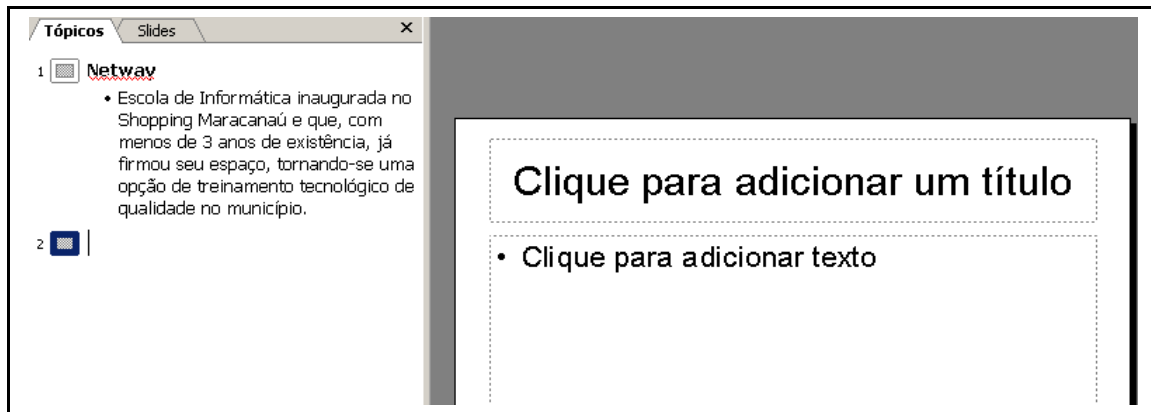 Tópicos Slides ×
1 Netway
• Escola de Informática inaugurada no
Shopping Maracanaú e que, com
menos de 3 anos de existência, já
firmou seu espaço, tornando-se uma
opção de treinamento tecnológico de
qualidade no município.
2
Clique para adicionar um título
• Clique para adicionar texto